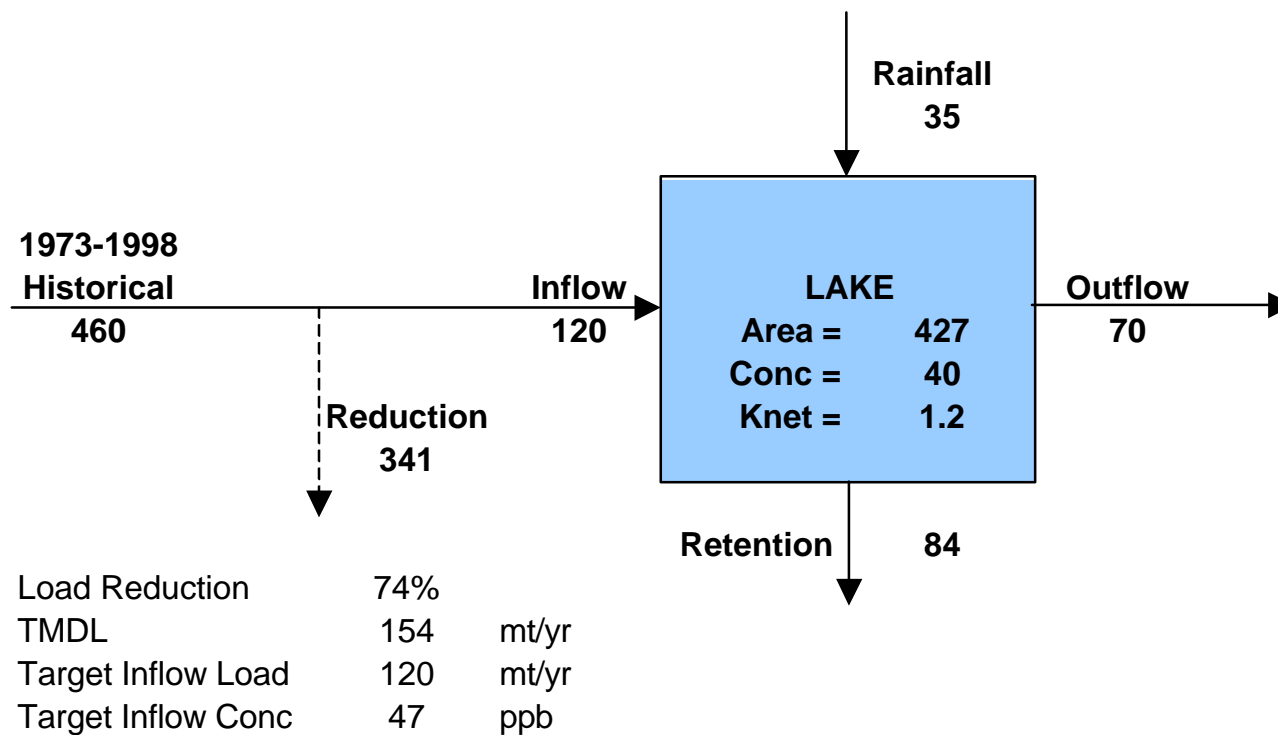 Rainfall
35
1973-1998
Historical
460
Inflow
120
LAKE
Area = 427
Conc = 40
Knet = 1.2
Outflow
70
Reduction
341
Retention 84
Load Reduction 74%
TMDL 154 mt/yr
Target Inflow Load 120 mt/yr
Target Inflow Conc 47 ppb